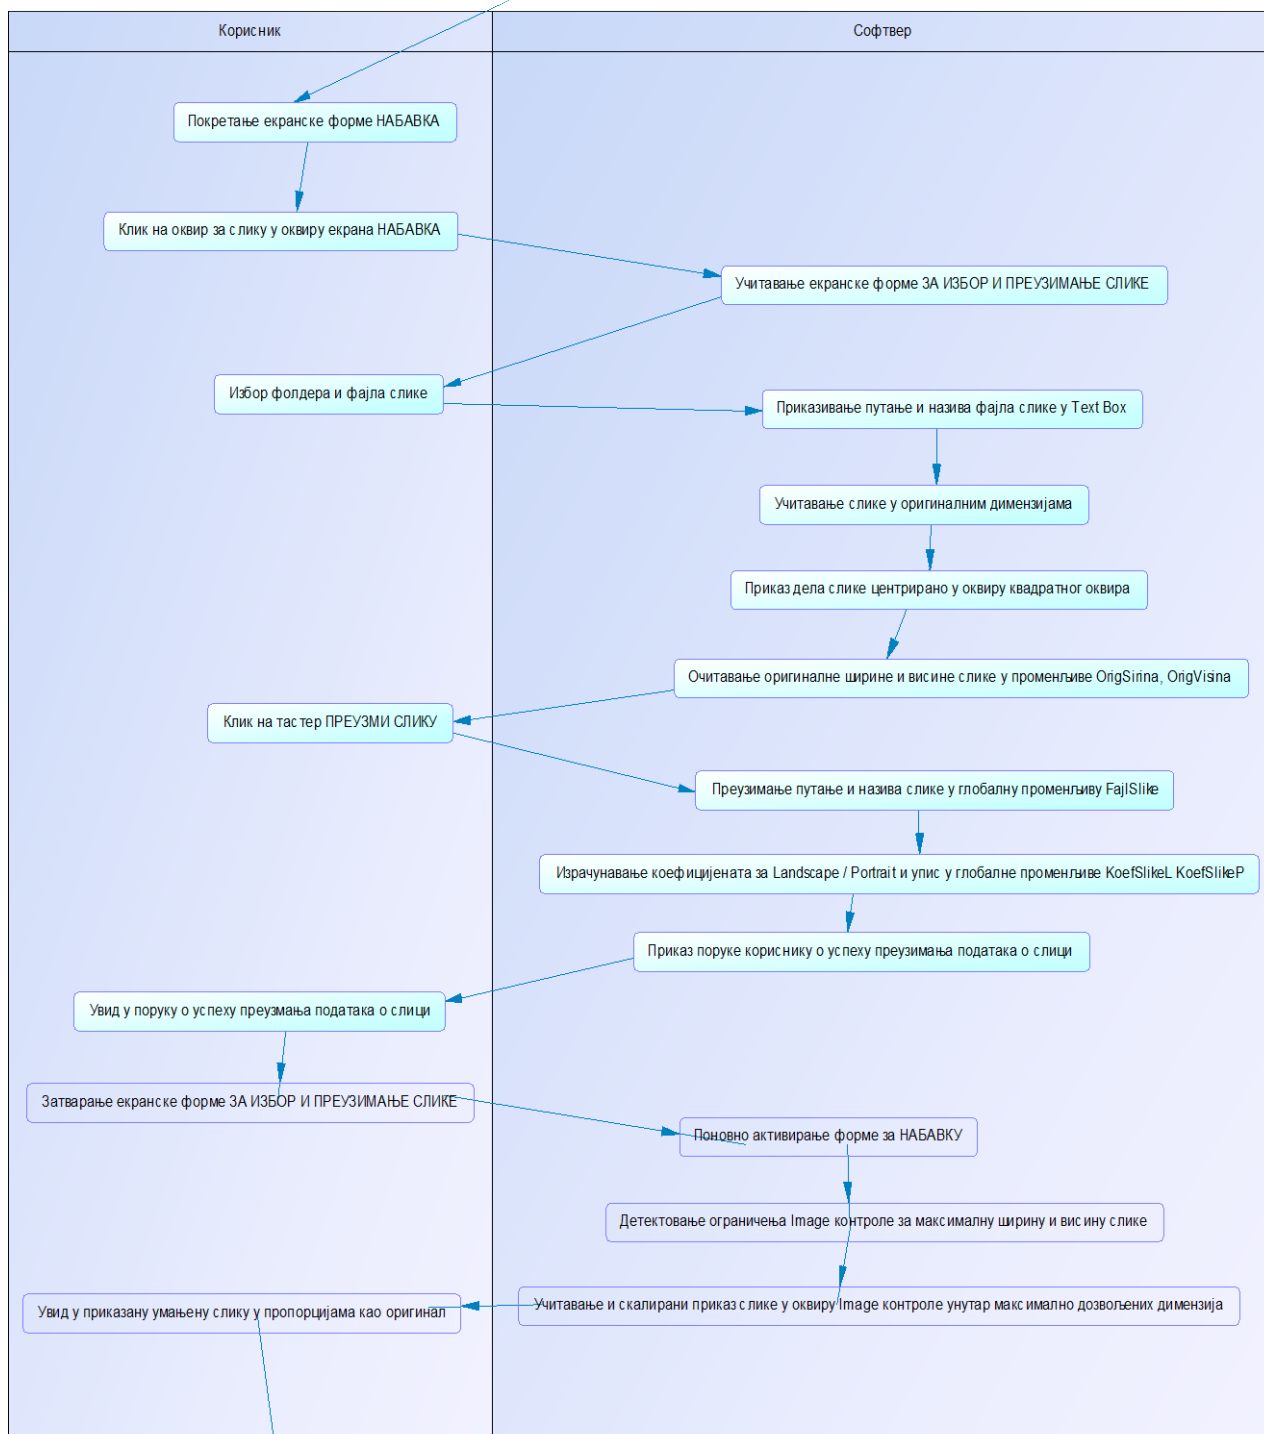 Корисник
Софтвер
Покретање екранске форме НАБАВКА
Клик на оквир за слику у оквиру екрана НАБАВКА
Учитавање екранске форме ЗА ИЗБОР И ПРЕУЗИМАЊЕ СЛИКЕ
Избор фолдера и фајла слике
Приказивање путање и назива фајла слике у Text Box
Учитавање слике у оригиналним димензијама
Приказ дела слике центрирано у оквиру квадратног оквира
Очитавање оригиналне ширине и висине слике у променљиве OrigSirina, OrigVisina
Клик на тастер ПРЕУЗМИ СЛИКУ
Преузимање путање и назива слике у глобалну променљиву FajlSlike
Израчунавање коефицијената за Landscape / Portrait и упис у глобалне променљиве KoefSlikeL KoefSlikeP
Приказ поруке кориснику о успеху преузимања података о слици
Увид у поруку о успеху преузмања података о слици
Затварање екранске форме ЗА ИЗБОР И ПРЕУЗИМАЊЕ СЛИКЕ
Поновно активирање форме за НАБАВКУ
Детектовање ограничења Image контроле за максималну ширину и висину слике
Учитавање и скалирани приказ слике у оквиру Image контроле унутар максимално дозвољених димензија
Увид у приказану умањену слику у пропорцијама као оригинал